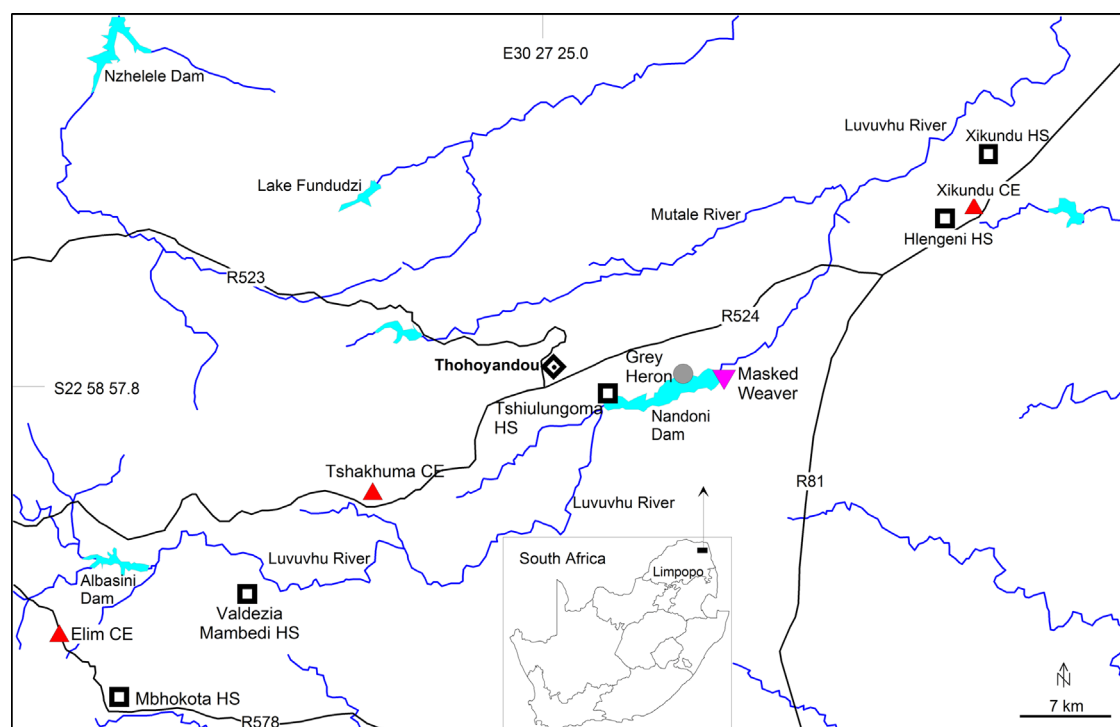 E30 27 25.0
Nzhelele Dam
Luvuvhu River
Xikundu HS
Lake Fundudzi
Xikundu CE
Mutale River
Hlengeni HS
R523
R524
Thohoyandou
Grey
Heron
Masked
Weaver
S22 58 57.8
Tshiulungoma
HS
Nandoni
Dam
Tshakhuma CE
R81
Luvuvhu River
Luvuvhu River
South Africa
Limpopo
Albasini
Dam
Valdezia
Mambedi HS
Elim CE
Mbhokota HS
R578
N
7 km